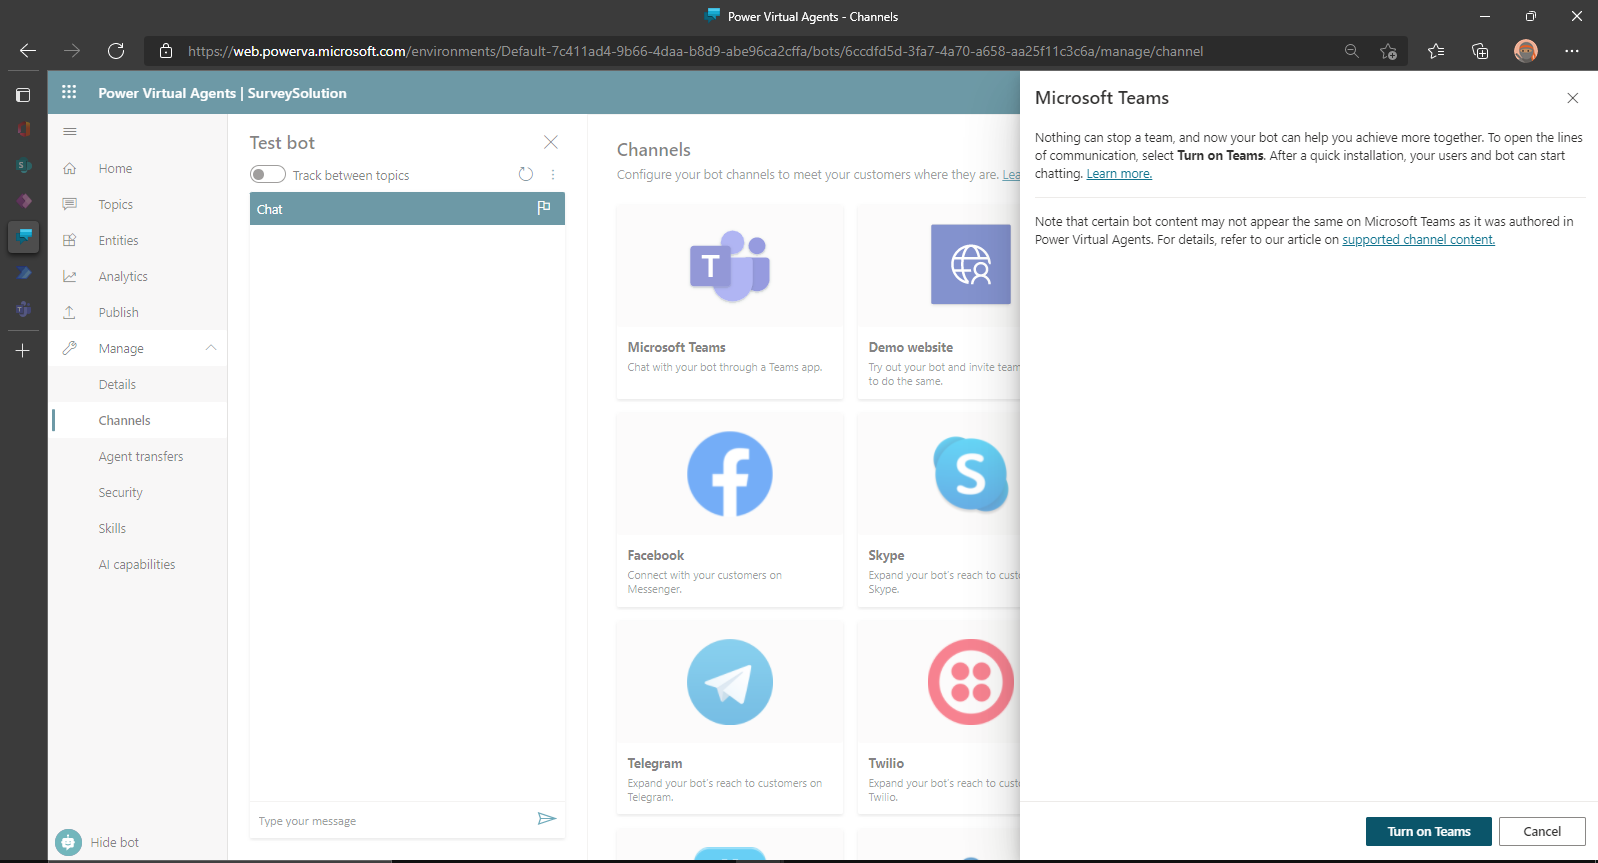 Power Virtual Agents - Channels
https://web.powerva.microsoft.com/environments/Default-7c411ad4-9b66-4daa-b8d9-abe96ca2cffa/bots/6ccdfd5d-3fa7-4a70-a658-aa25f11c3c6a/manage/channel
Power Virtual Agents | SurveySolution
Home
Topics
Entities
Analytics
Publish
Manage
Details
Channels
Agent transfers
Security
Skills
AI capabilities
Hide bot
Test bot
Track between topics
Chat
Type your message
Channels
Configure your bot channels to meet your customers where they are. Lea
T
Microsoft Teams
Chat with your bot through a Teams app.
Demo website
Try out your bot and invite team
to do the same.
Facebook
Connect with your customers on
Messenger.
S
Skype
Expand your bot's reach to custo
Skype.
Telegram
Expand your bot's reach to customers on
Telegram.
Twilio
Expand your bot's reach to custo
Twilio.
Microsoft Teams
Nothing can stop a team, and now your bot can help you achieve more together. To open the lines
of communication, select Turn on Teams. After a quick installation, your users and bot can start
chatting. Learn more.
Note that certain bot content may not appear the same on Microsoft Teams as it was authored in
Power Virtual Agents. For details, refer to our article on supported channel content.
Turn on Teams
Cancel